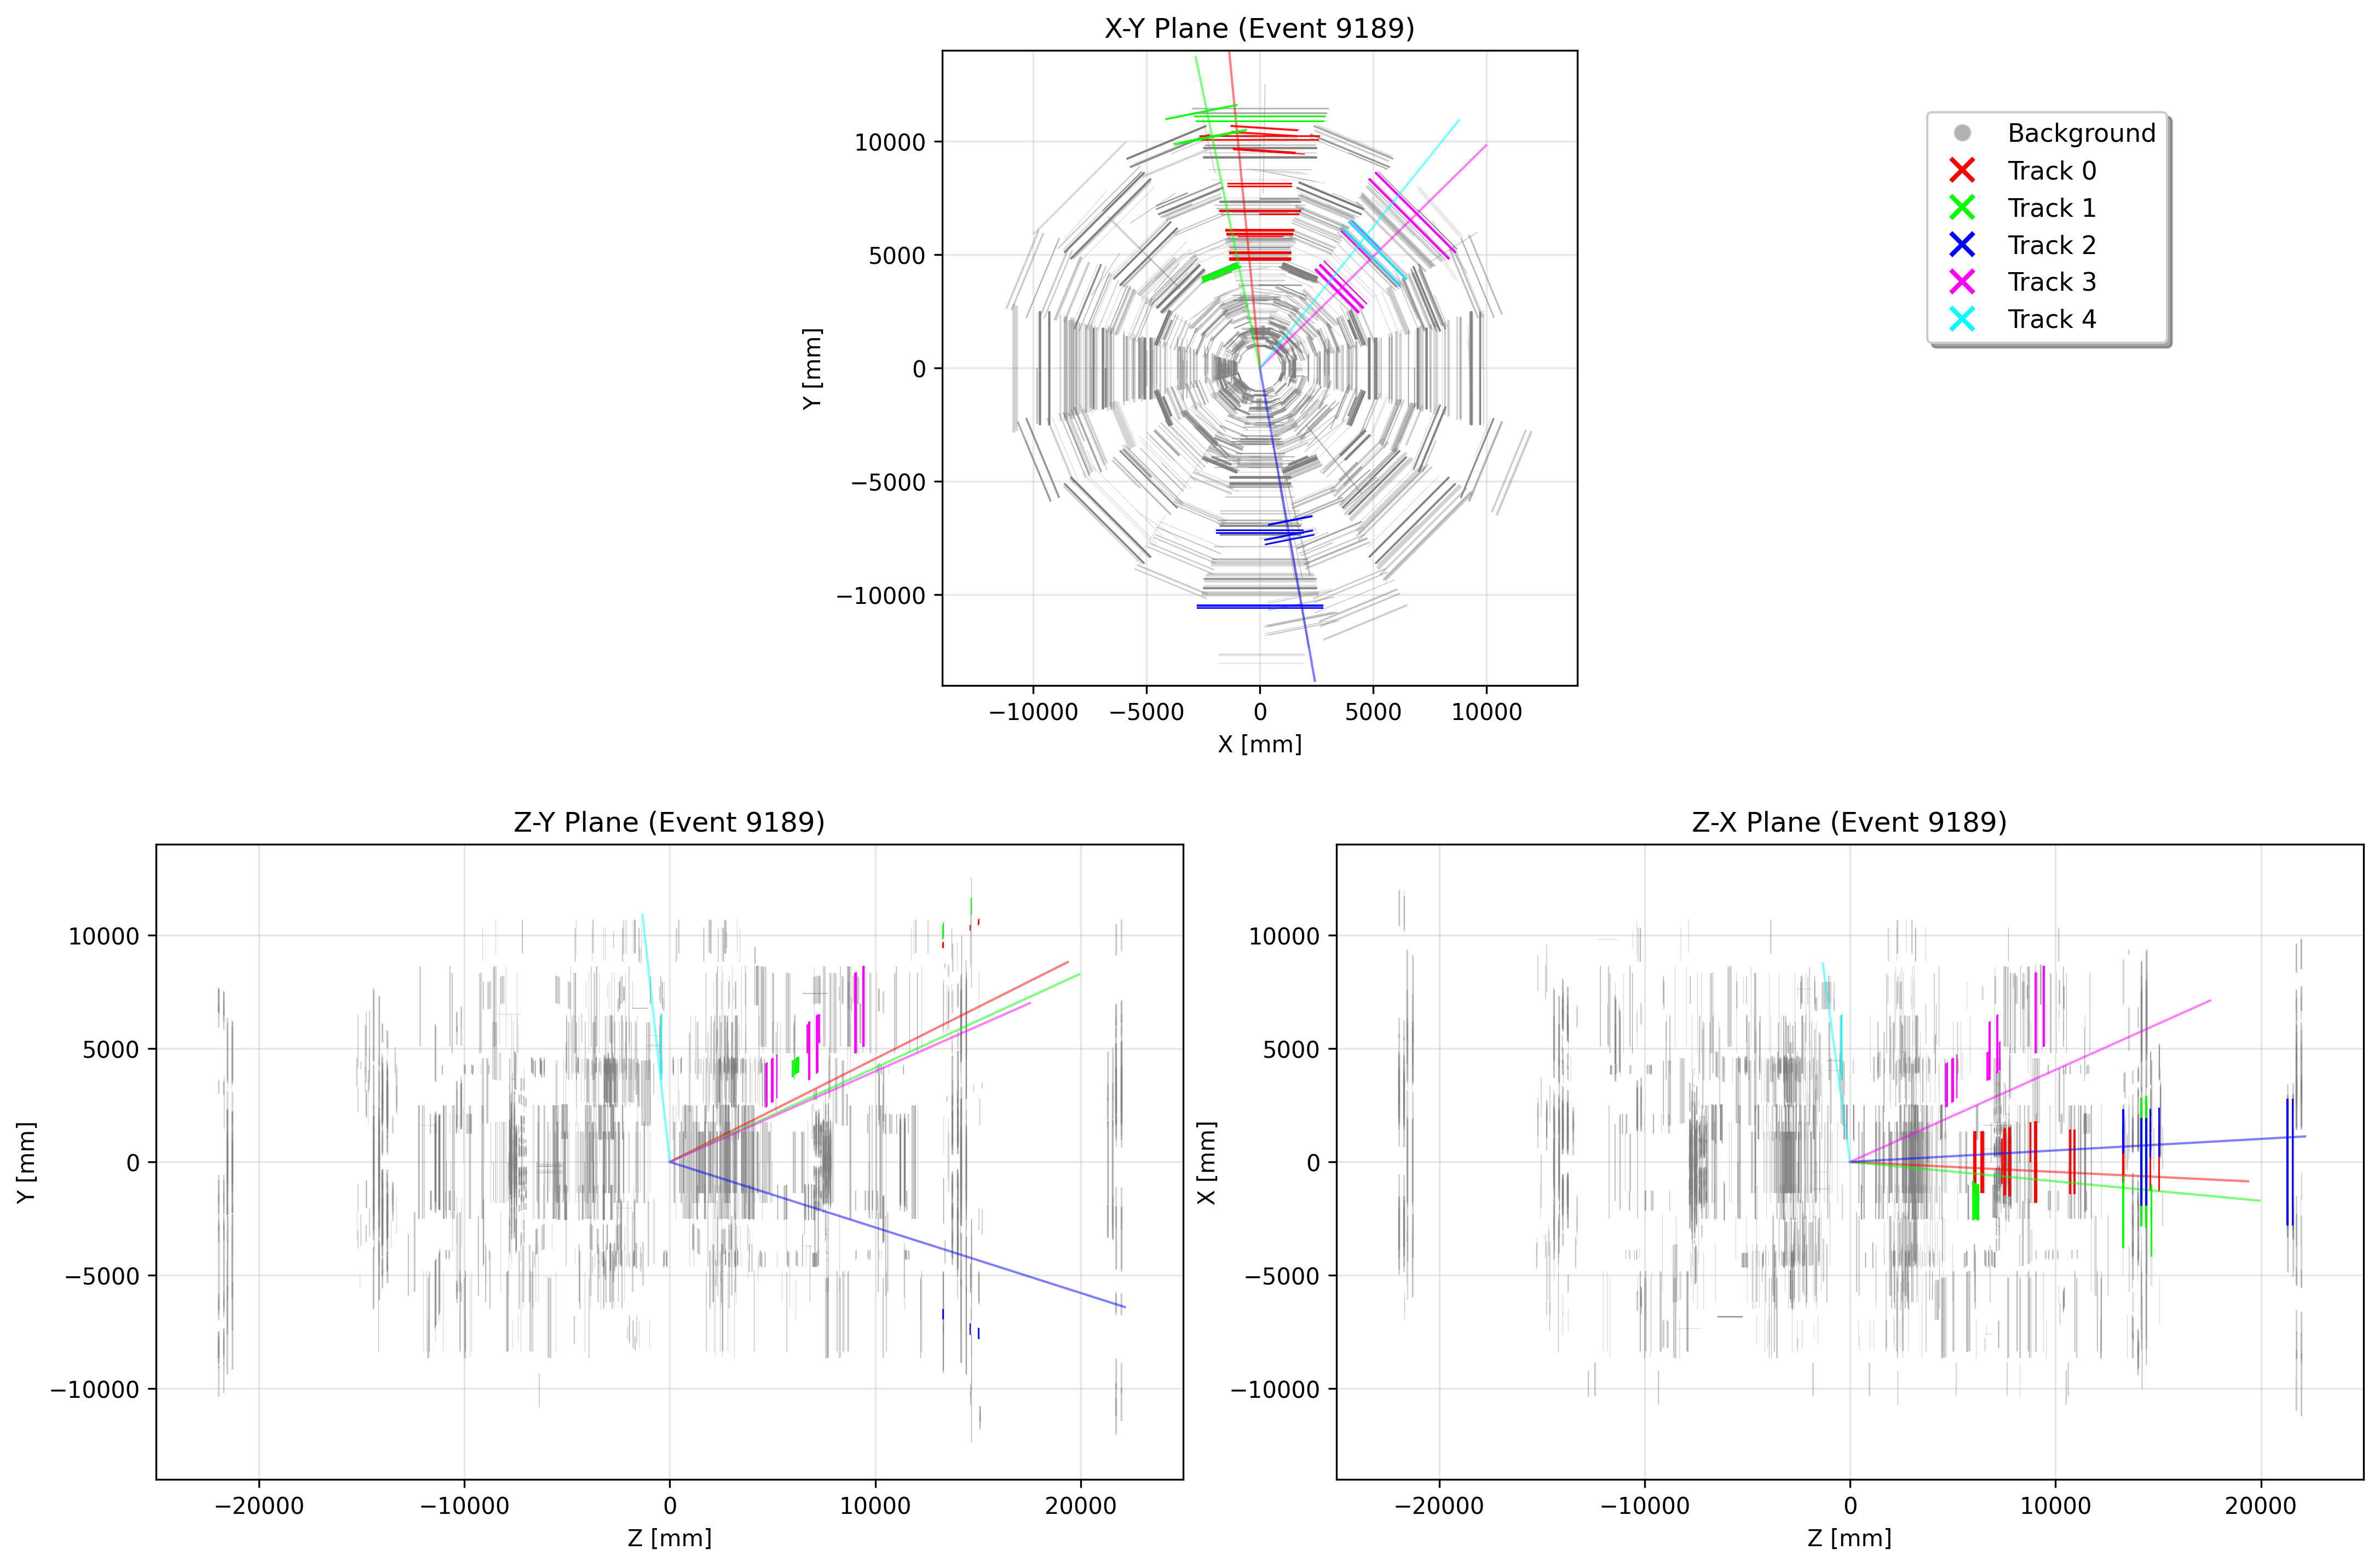 X-Y Plane (Event 9189)
10000
5000
0
−5000
−10000
Y [mm]
−10000 −5000 0 5000 10000
X [mm]
Background
Track 0
Track 1
Track 2
Track 3
Track 4
Z-Y Plane (Event 9189)
10000
5000
0
−5000
−10000
Y [mm]
−20000 −10000 0 10000 20000
Z [mm]
Z-X Plane (Event 9189)
10000
5000
0
−5000
−10000
X [mm]
−20000 −10000 0 10000 20000
Z [mm]